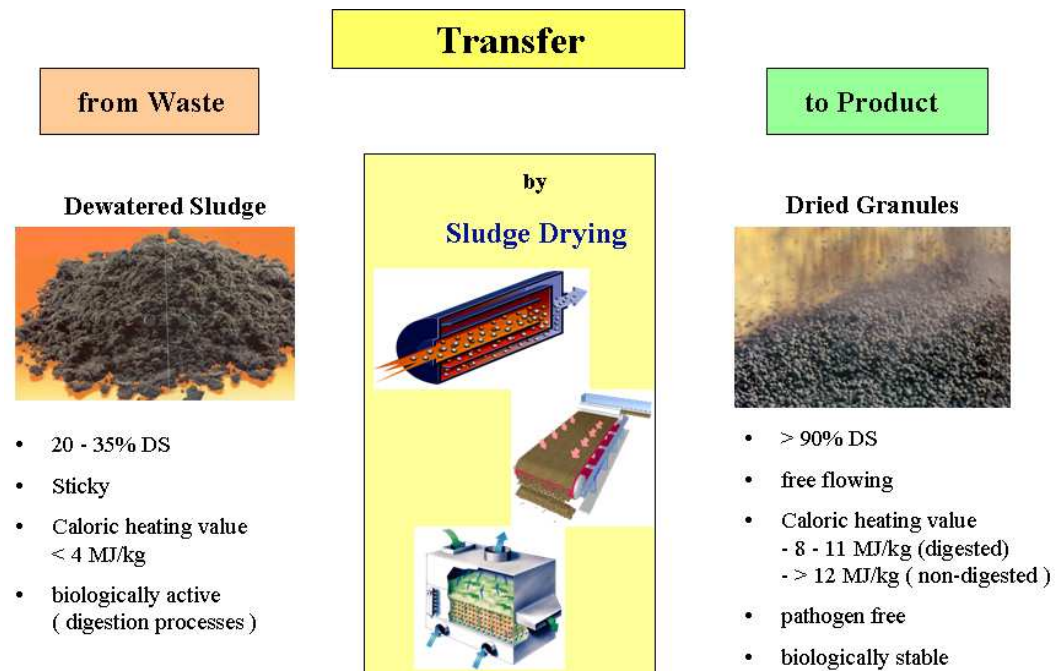 Transfer
from Waste
to Product
by
Sludge Drying
Dewatered Sludge
• 20 - 35% DS
• Sticky
• Caloric heating value
< 4 MJ/kg
• biologically active
( digestion processes )
Dried Granules
• > 90% DS
• free flowing
• Caloric heating value
- 8 - 11 MJ/kg (digested)
- > 12 MJ/kg ( non-digested )
• pathogen free
• biologically stable